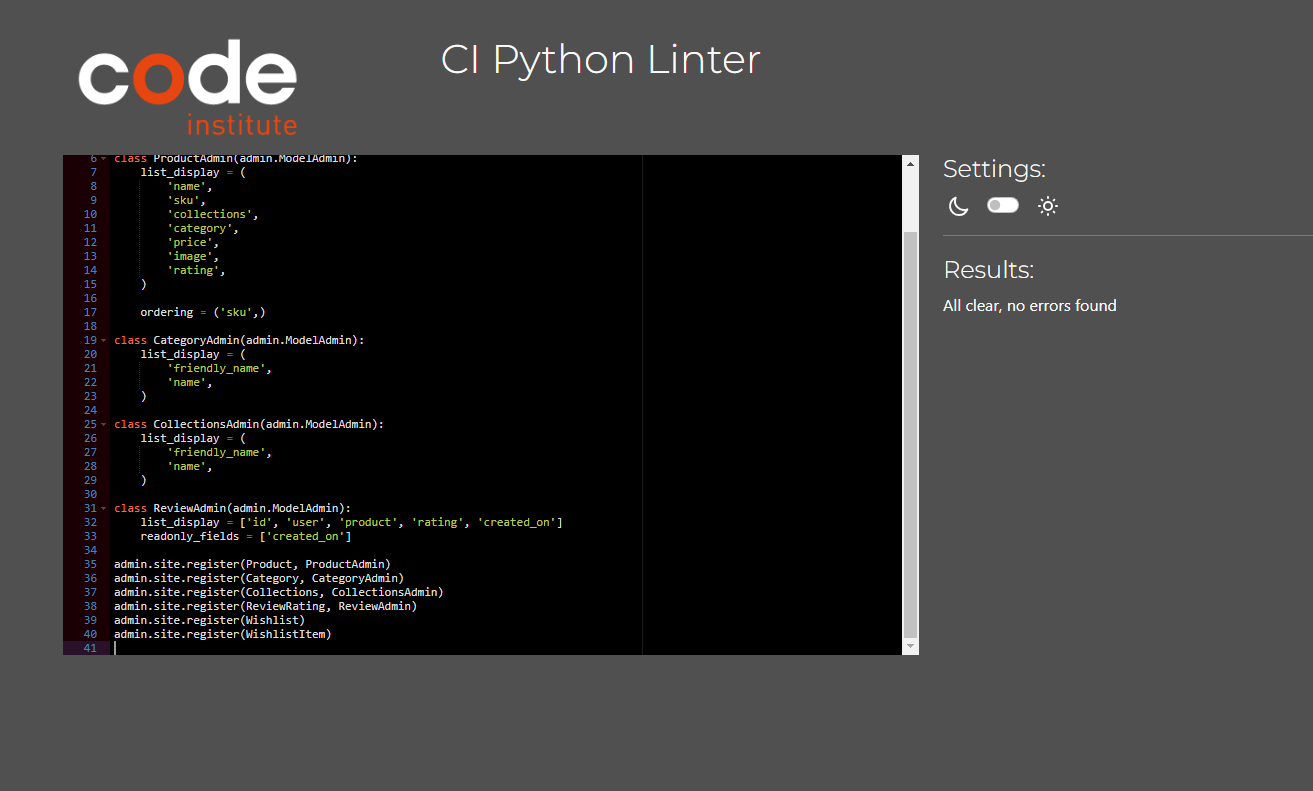 code
institute
CI Python Linter
6 class ProductAdmin(admin.ModelAdmin):
7     list_display = (
8         'name',
9         'sku',
10         'collections',
11         'category',
12         'price',
13         'image',
14         'rating',
15     )
16
17     ordering = ('sku',)
18
19 class CategoryAdmin(admin.ModelAdmin):
20     list_display = (
21         'friendly_name',
22         'name',
23     )
24
25 class CollectionsAdmin(admin.ModelAdmin):
26     list_display = (
27         'friendly_name',
28         'name',
29     )
30
31 class ReviewAdmin(admin.ModelAdmin):
32     list_display = ['id', 'user', 'product', 'rating', 'created_on']
33     readonly_fields = ['created_on']
34
35 admin.site.register(Product, ProductAdmin)
36 admin.site.register(Category, CategoryAdmin)
37 admin.site.register(Collections, CollectionsAdmin)
38 admin.site.register(ReviewRating, ReviewAdmin)
39 admin.site.register(Wishlist)
40 admin.site.register(WishlistItem)
41
Settings:
Results:
All clear, no errors found